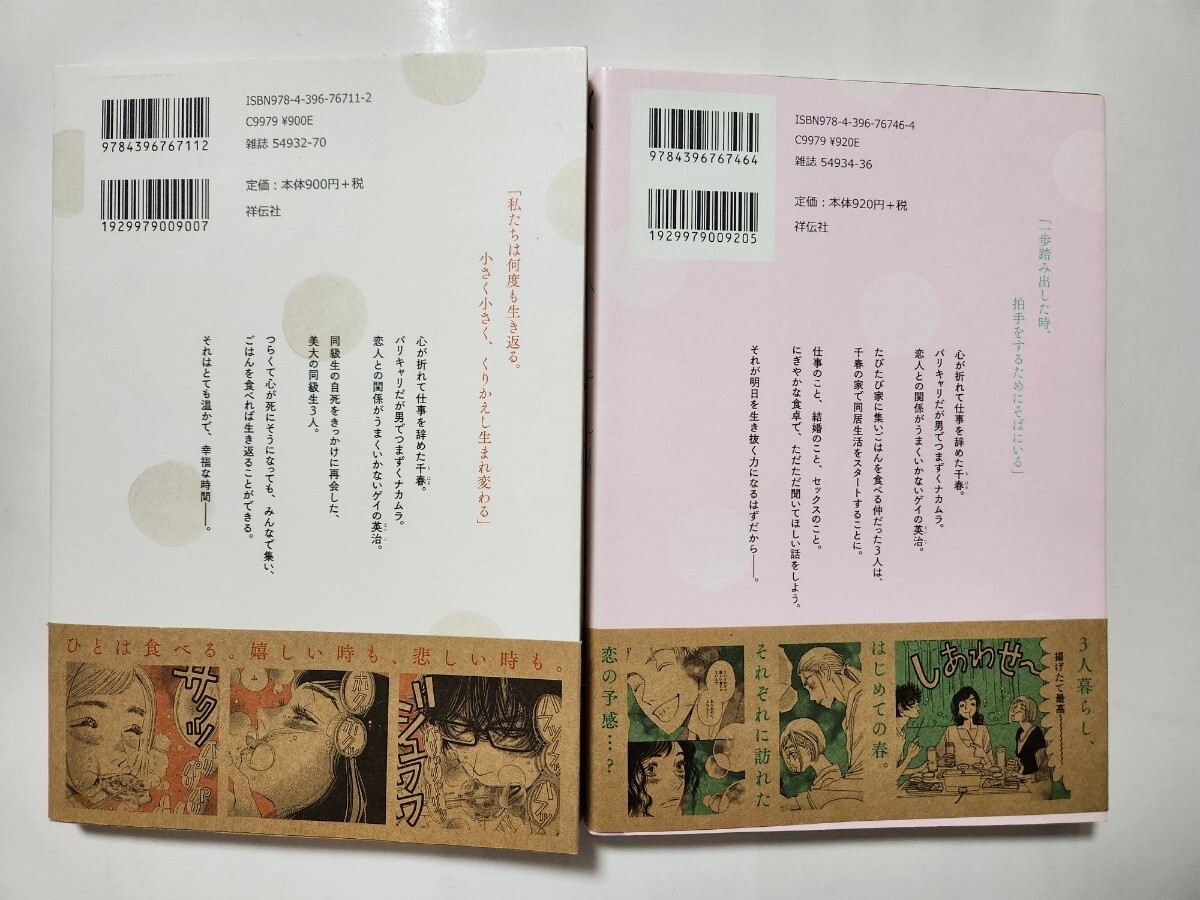 ISBN978-4-396-76711-2
C9979 ¥900E
雑誌 54932-70
9784396767112
定価：本体900円＋税
祥伝社
1929979009007
「私たちは何度も生き返る。
小さく小さく、くりかえし生まれ変わる」
心が折れて仕事を辞めた千春。
バリキャリだが男でつまずくナカムラ。
恋人との関係がうまくいかないゲイの英治。
同級生の自死をきっかけに再会した、
美大の同級生3人。
つらくて心が死にそうになっても、みんなで集い、
ごはんを食べれば生き返ることができる。
それはとても温かで、幸福な時間――。
ひとは食べる。嬉しい時も、悲しい時も。
サクッ
ホク
ジュワワ
ISBN978-4-396-76746-4
C9979 ¥920E
雑誌 54934-36
9784396767464
定価：本体920円＋税
祥伝社
1929979009205
「一歩踏み出した時、
拍手をするためにそばにいる」
心が折れて仕事を辞めた千春。
バリキャリだが男でつまずくナカムラ。
恋人との関係がうまくいかないゲイの英治。
たびたび家に集いごはんを食べる仲だった3人は、
千春の家で同居生活をスタートすることに。
仕事のこと、結婚のこと、セックスのこと。
にぎやかな食卓で、ただただ聞いてほしい話をしよう。
それが明日を生き抜く力になるはずだから――。
3人暮らし、
はじめての春。
それぞれに訪れた
恋の予感…?
しあわせ〜
揚げたて最高